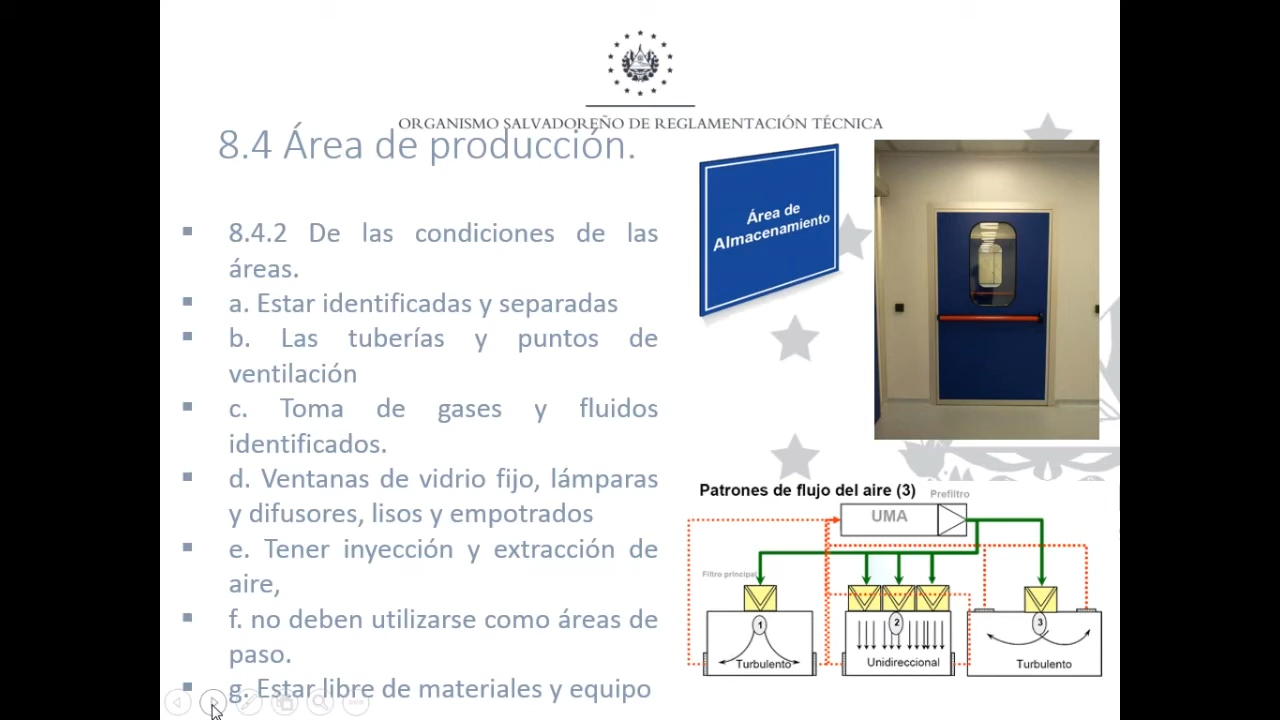 ORGANISMO SALVADOREÑO DE REGLAMENTACIÓN TÉCNICA
8.4 Área de producción.
8.4.2 De las condiciones de las
áreas.
a. Estar identificadas y separadas
b. Las tuberías y puntos de
ventilación
c. Toma de gases y fluidos
identificados.
d. Ventanas de vidrio fijo, lámparas
y difusores, lisos y empotrados
e. Tener inyección y extracción de
aire,
f. no deben utilizarse como áreas de
paso.
g. Estar libre de materiales y equipo
Área de
Almacenamiento
Patrones de flujo del aire (3)
Prefiltro
UMA
Filtro principal
1
2
3
Turbulento
Unidireccional
Turbulento